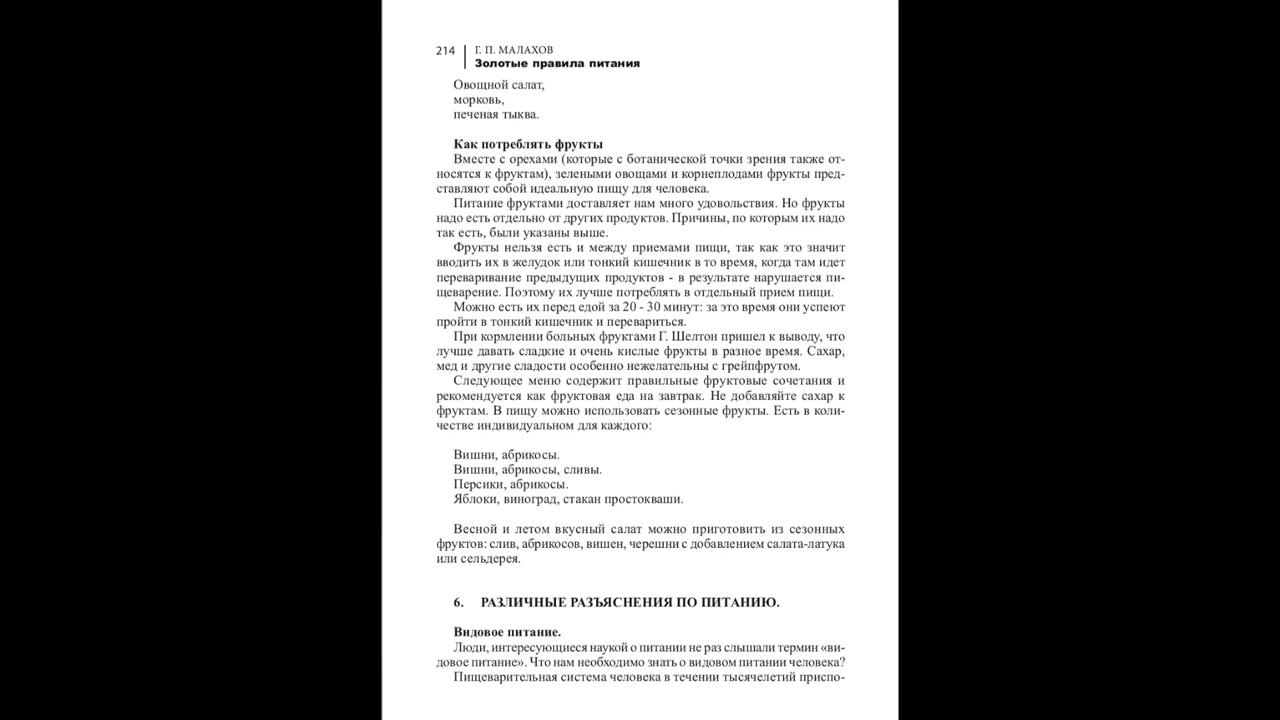 214
Г. П. МАЛАХОВ
Золотые правила питания
Овощной салат,
морковь,
печеная тыква.
Как потреблять фрукты
Вместе с орехами (которые с ботанической точки зрения также от-
носятся к фруктам), зелеными овощами и корнеплодами фрукты пред-
ставляют собой идеальную пищу для человека.
Питание фруктами доставляет нам много удовольствия. Но фрукты
надо есть отдельно от других продуктов. Причины, по которым их надо
так есть, были указаны выше.
Фрукты нельзя есть и между приемами пищи, так как это значит
вводить их в желудок или тонкий кишечник в то время, когда там идет
переваривание предыдущих продуктов - в результате нарушается пи-
щеварение. Поэтому их лучше потреблять в отдельный прием пищи.
Можно есть их перед едой за 20 - 30 минут: за это время они успеют
пройти в тонкий кишечник и перевариться.
При кормлении больных фруктами Г. Шелтон пришел к выводу, что
лучше давать сладкие и очень кислые фрукты в разное время. Сахар,
мед и другие сладости особенно нежелательны с грейпфрутом.
Следующее меню содержит правильные фруктовые сочетания и
рекомендуется как фруктовая еда на завтрак. Не добавляйте сахар к
фруктам. В пищу можно использовать сезонные фрукты. Есть в коли-
честве индивидуальном для каждого:
Вишни, абрикосы.
Вишни, абрикосы, сливы.
Персики, абрикосы.
Яблоки, виноград, стакан простокваши.
Весной и летом вкусный салат можно приготовить из сезонных
фруктов: слив, абрикосов, вишен, черешни с добавлением салата-латука
или сельдерея.
6. РАЗЛИЧНЫЕ РАЗЪЯСНЕНИЯ ПО ПИТАНИЮ.
Видовое питание.
Люди, интересующиеся наукой о питании не раз слышали термин «ви-
довое питание». Что нам необходимо знать о видовом питании человека?
Пищеварительная система человека в течении тысячелетий приспо-